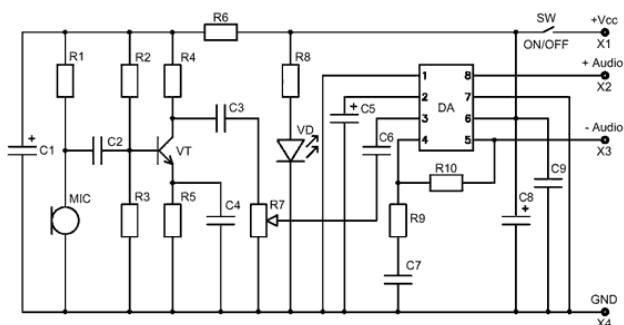 R6
SW
+Vcc
ON/OFF
X1
R1
R2
R4
R8
+ Audio
X2
1
8
DA
2
7
3
6
4
5
C3
C5
+
C6
- Audio
X3
C2
VD
+
C1
VT
R10
C9
MIC
R3
R5
C4
R7
R9
C8
+
C7
GND
X4